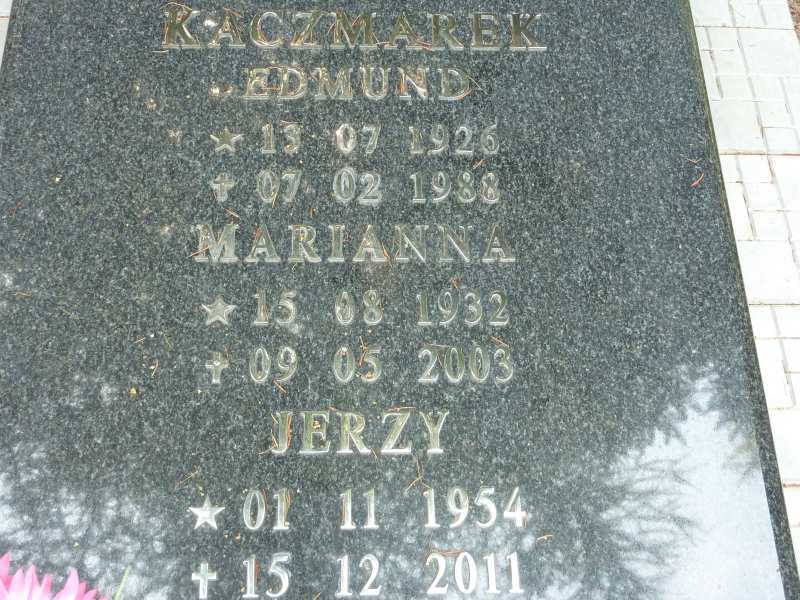 KACZMAREK
EDMUND
★ 13 07 1926
✝ 07 02 1988
MARIANNA
★ 15 08 1932
✝ 09 05 2003
JERZY
★ 01 11 1954
✝ 15 12 2011